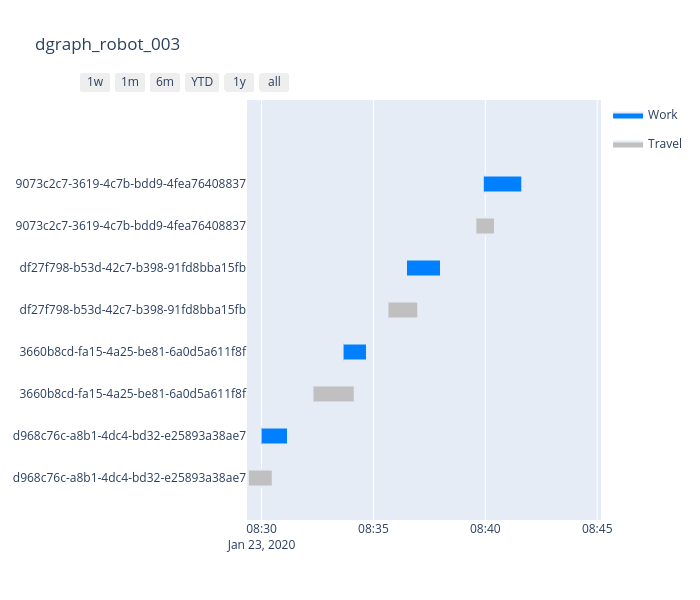 dgraph_robot_003
1w 1m 6m YTD 1y all
Work
Travel
9073c2c7-3619-4c7b-bdd9-4fea76408837
9073c2c7-3619-4c7b-bdd9-4fea76408837
df27f798-b53d-42c7-b398-91fd8bba15fb
df27f798-b53d-42c7-b398-91fd8bba15fb
3660b8cd-fa15-4a25-be81-6a0d5a611f8f
3660b8cd-fa15-4a25-be81-6a0d5a611f8f
d968c76c-a8b1-4dc4-bd32-e25893a38ae7
d968c76c-a8b1-4dc4-bd32-e25893a38ae7
08:30 08:35 08:40 08:45
Jan 23, 2020